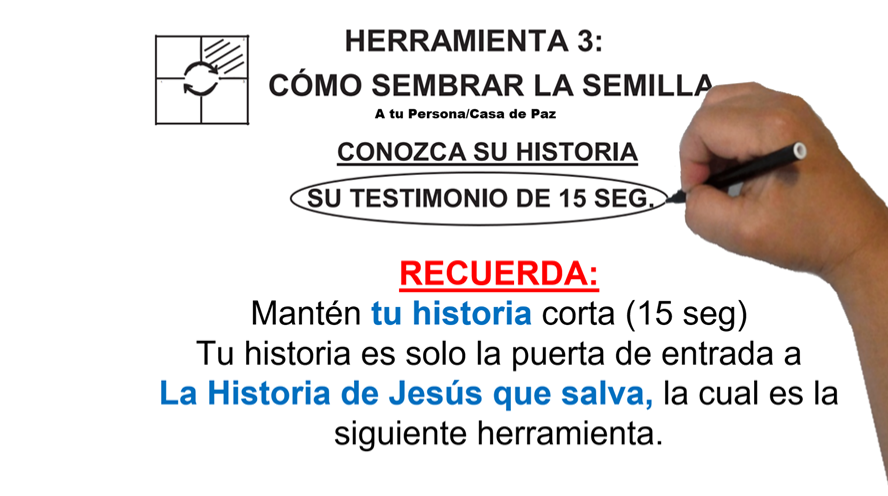 HERRAMIENTA 3:
CÓMO SEMBRAR LA SEMILLA
A tu Persona/Casa de Paz
CONOZCA SU HISTORIA
SU TESTIMONIO DE 15 SEG.
RECUERDA:
Mantén tu historia corta (15 seg)
Tu historia es solo la puerta de entrada a
La Historia de Jesús que salva, la cual es la
siguiente herramienta.